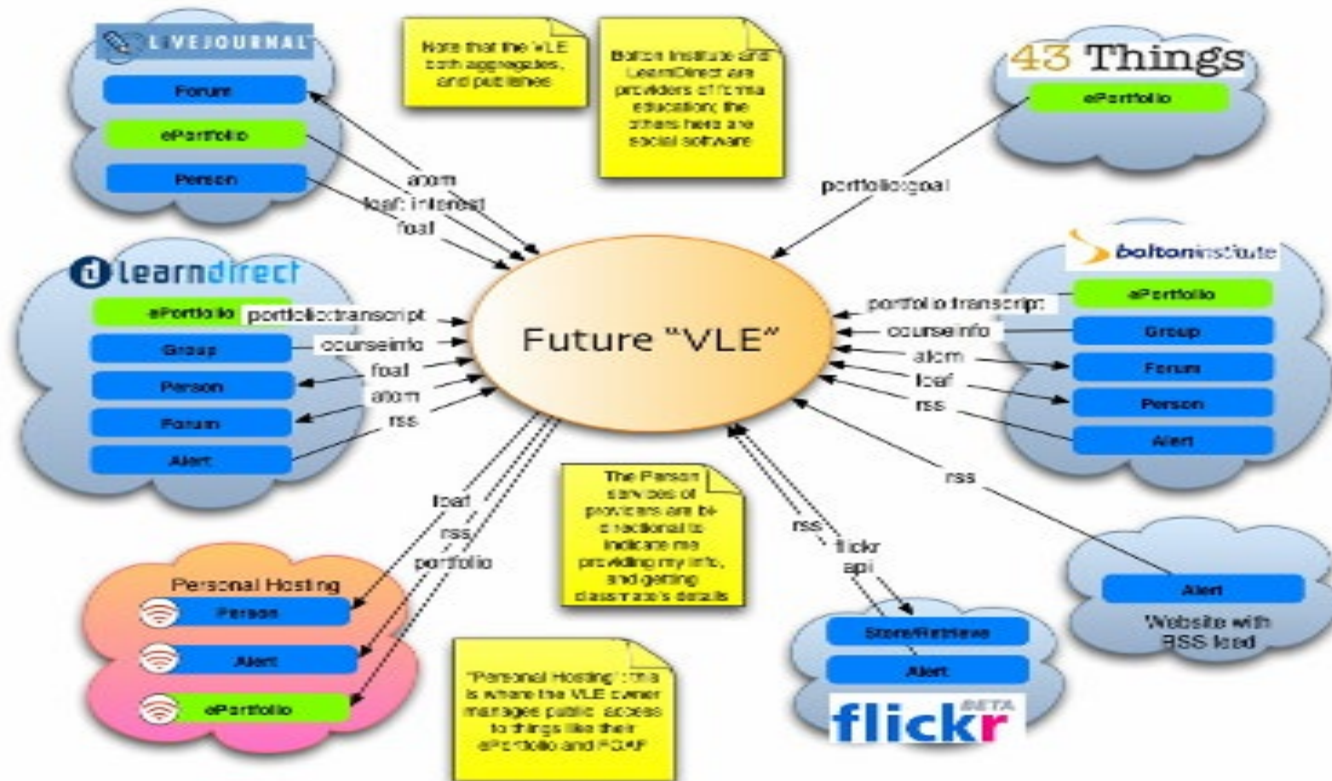 LIVEJOURNAL
Forum
ePortfolio
Person
Note that the VLE
both aggregates,
and publishes
Bolton Institute and
LearnDirect are
providers of forma
education; the
others here are
social software
43 Things
ePortfolio
atom
foaf: interest
foaf
portfolio:goal
learndirect
ePortfolio
Group
Person
Forum
Alert
portfolio:transcript
courseinfo
foaf
atom
rss
Future "VLE"
boltoninstitute
ePortfolio
Group
Forum
Person
Alert
portfolio:transcript
courseinfo
atom
foaf
rss
rss
Alert
Website with
RSS feed
foaf
rss
portfolio
Personal Hosting
Person
Alert
ePortfolio
The Person
services of
providers are bi-
directional to
indicate me
providing my info,
and getting
classmate's details
rss
flickr
api
Store/Retrieve
Alert
flickr
BETA
"Personal Hosting": this
is where the VLE owner
manages public access
to things like their
ePortfolio and FOAF